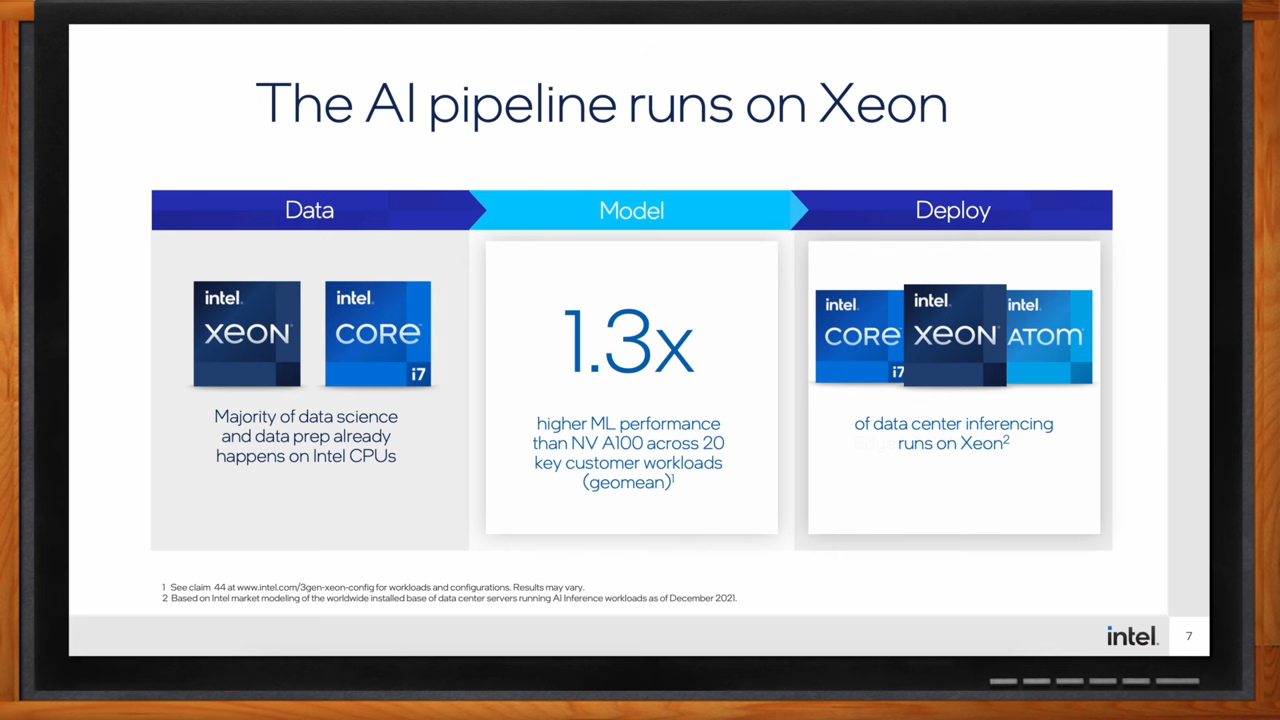 The AI pipeline runs on Xeon
Data
Model
Deploy
intel.
XEON
intel.
CORE
i7
Majority of data science
and data prep already
happens on Intel CPUs
1.3x
higher ML performance
than NV A100 across 20
key customer workloads
(geomean)1
intel.
CORE
i7
intel.
XEON
intel
ATOM
of data center inferencing
Edge runs on Xeon2
1 See claim 44 at www.intel.com/3gen-xeon-config for workloads and configurations. Results may vary.
2 Based on Intel market modeling of the worldwide installed base of data center servers running AI Inference workloads as of December 2021.
intel.
7